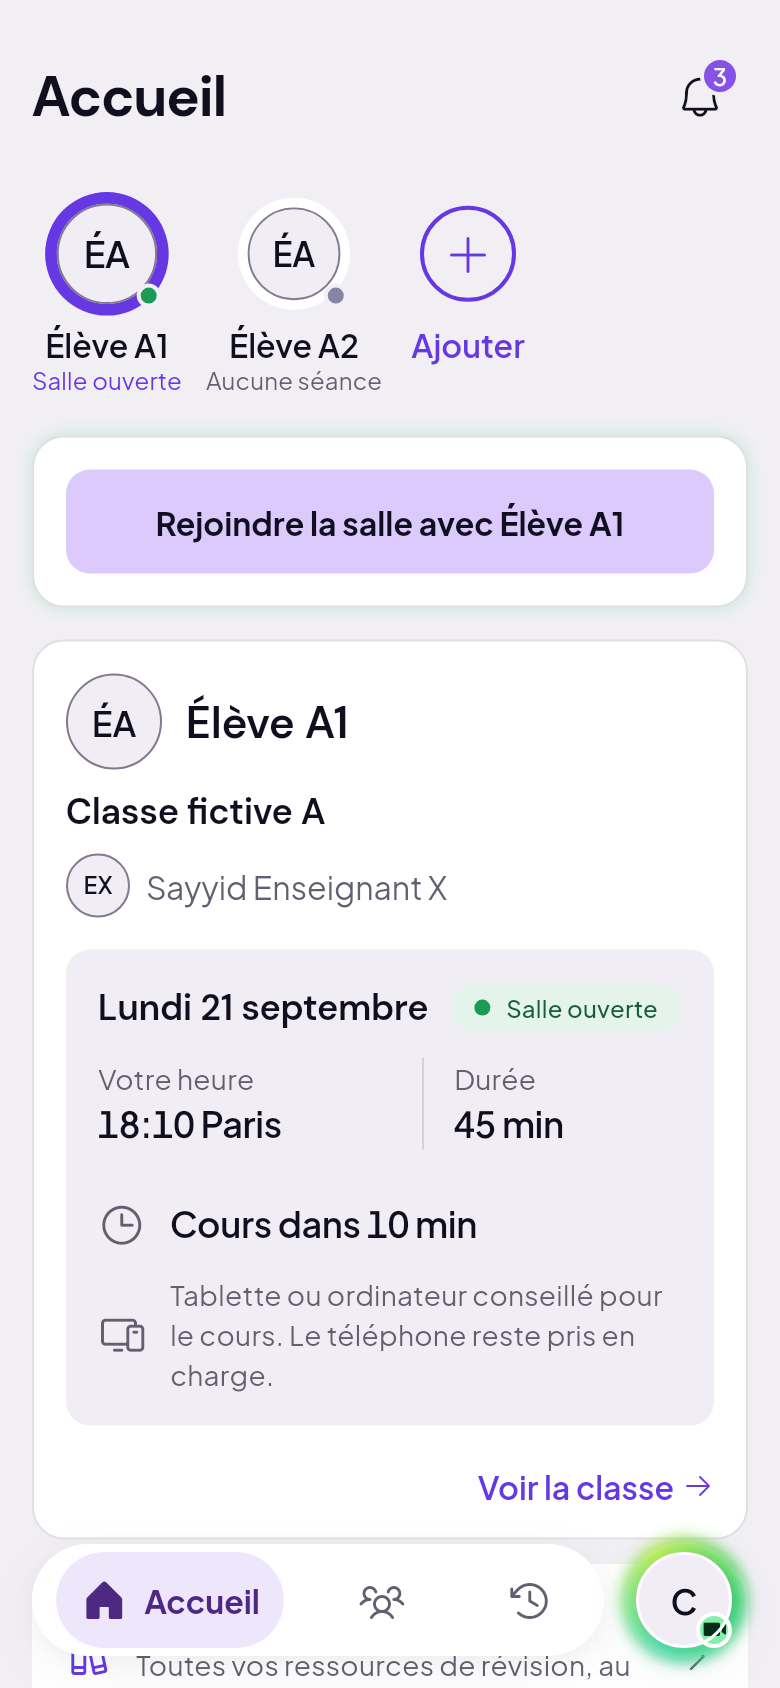 Accueil
3
ÉA
ÉA
Élève A1
Élève A2
Ajouter
Salle ouverte
Aucune séance
Rejoindre la salle avec Élève A1
ÉA
Élève A1
Classe fictive A
EX
Sayyid Enseignant X
Lundi 21 septembre
Salle ouverte
Votre heure
Durée
18:10 Paris
45 min
Cours dans 10 min
Tablette ou ordinateur conseillé pour
le cours. Le téléphone reste pris en
charge.
Voir la classe
Accueil
C
Toutes vos ressources de révision, au